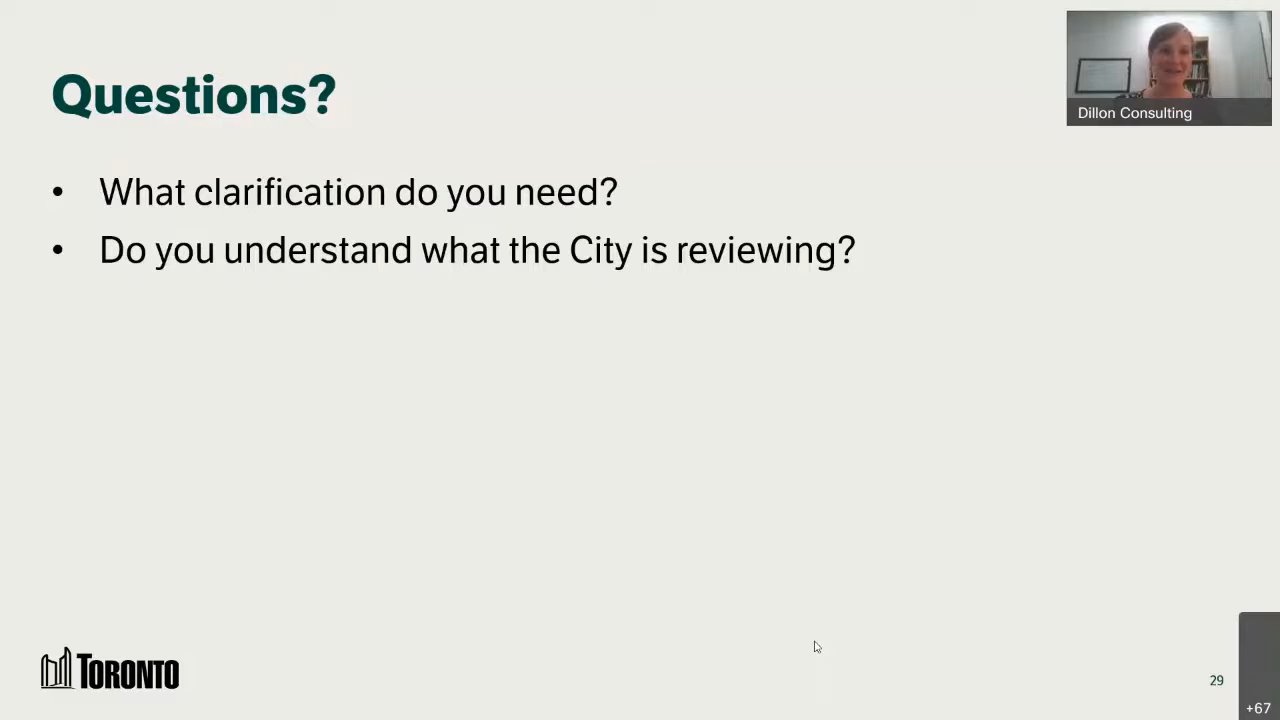 Questions?
Dillon Consulting
• What clarification do you need?
• Do you understand what the City is reviewing?
TORONTO
29
+67